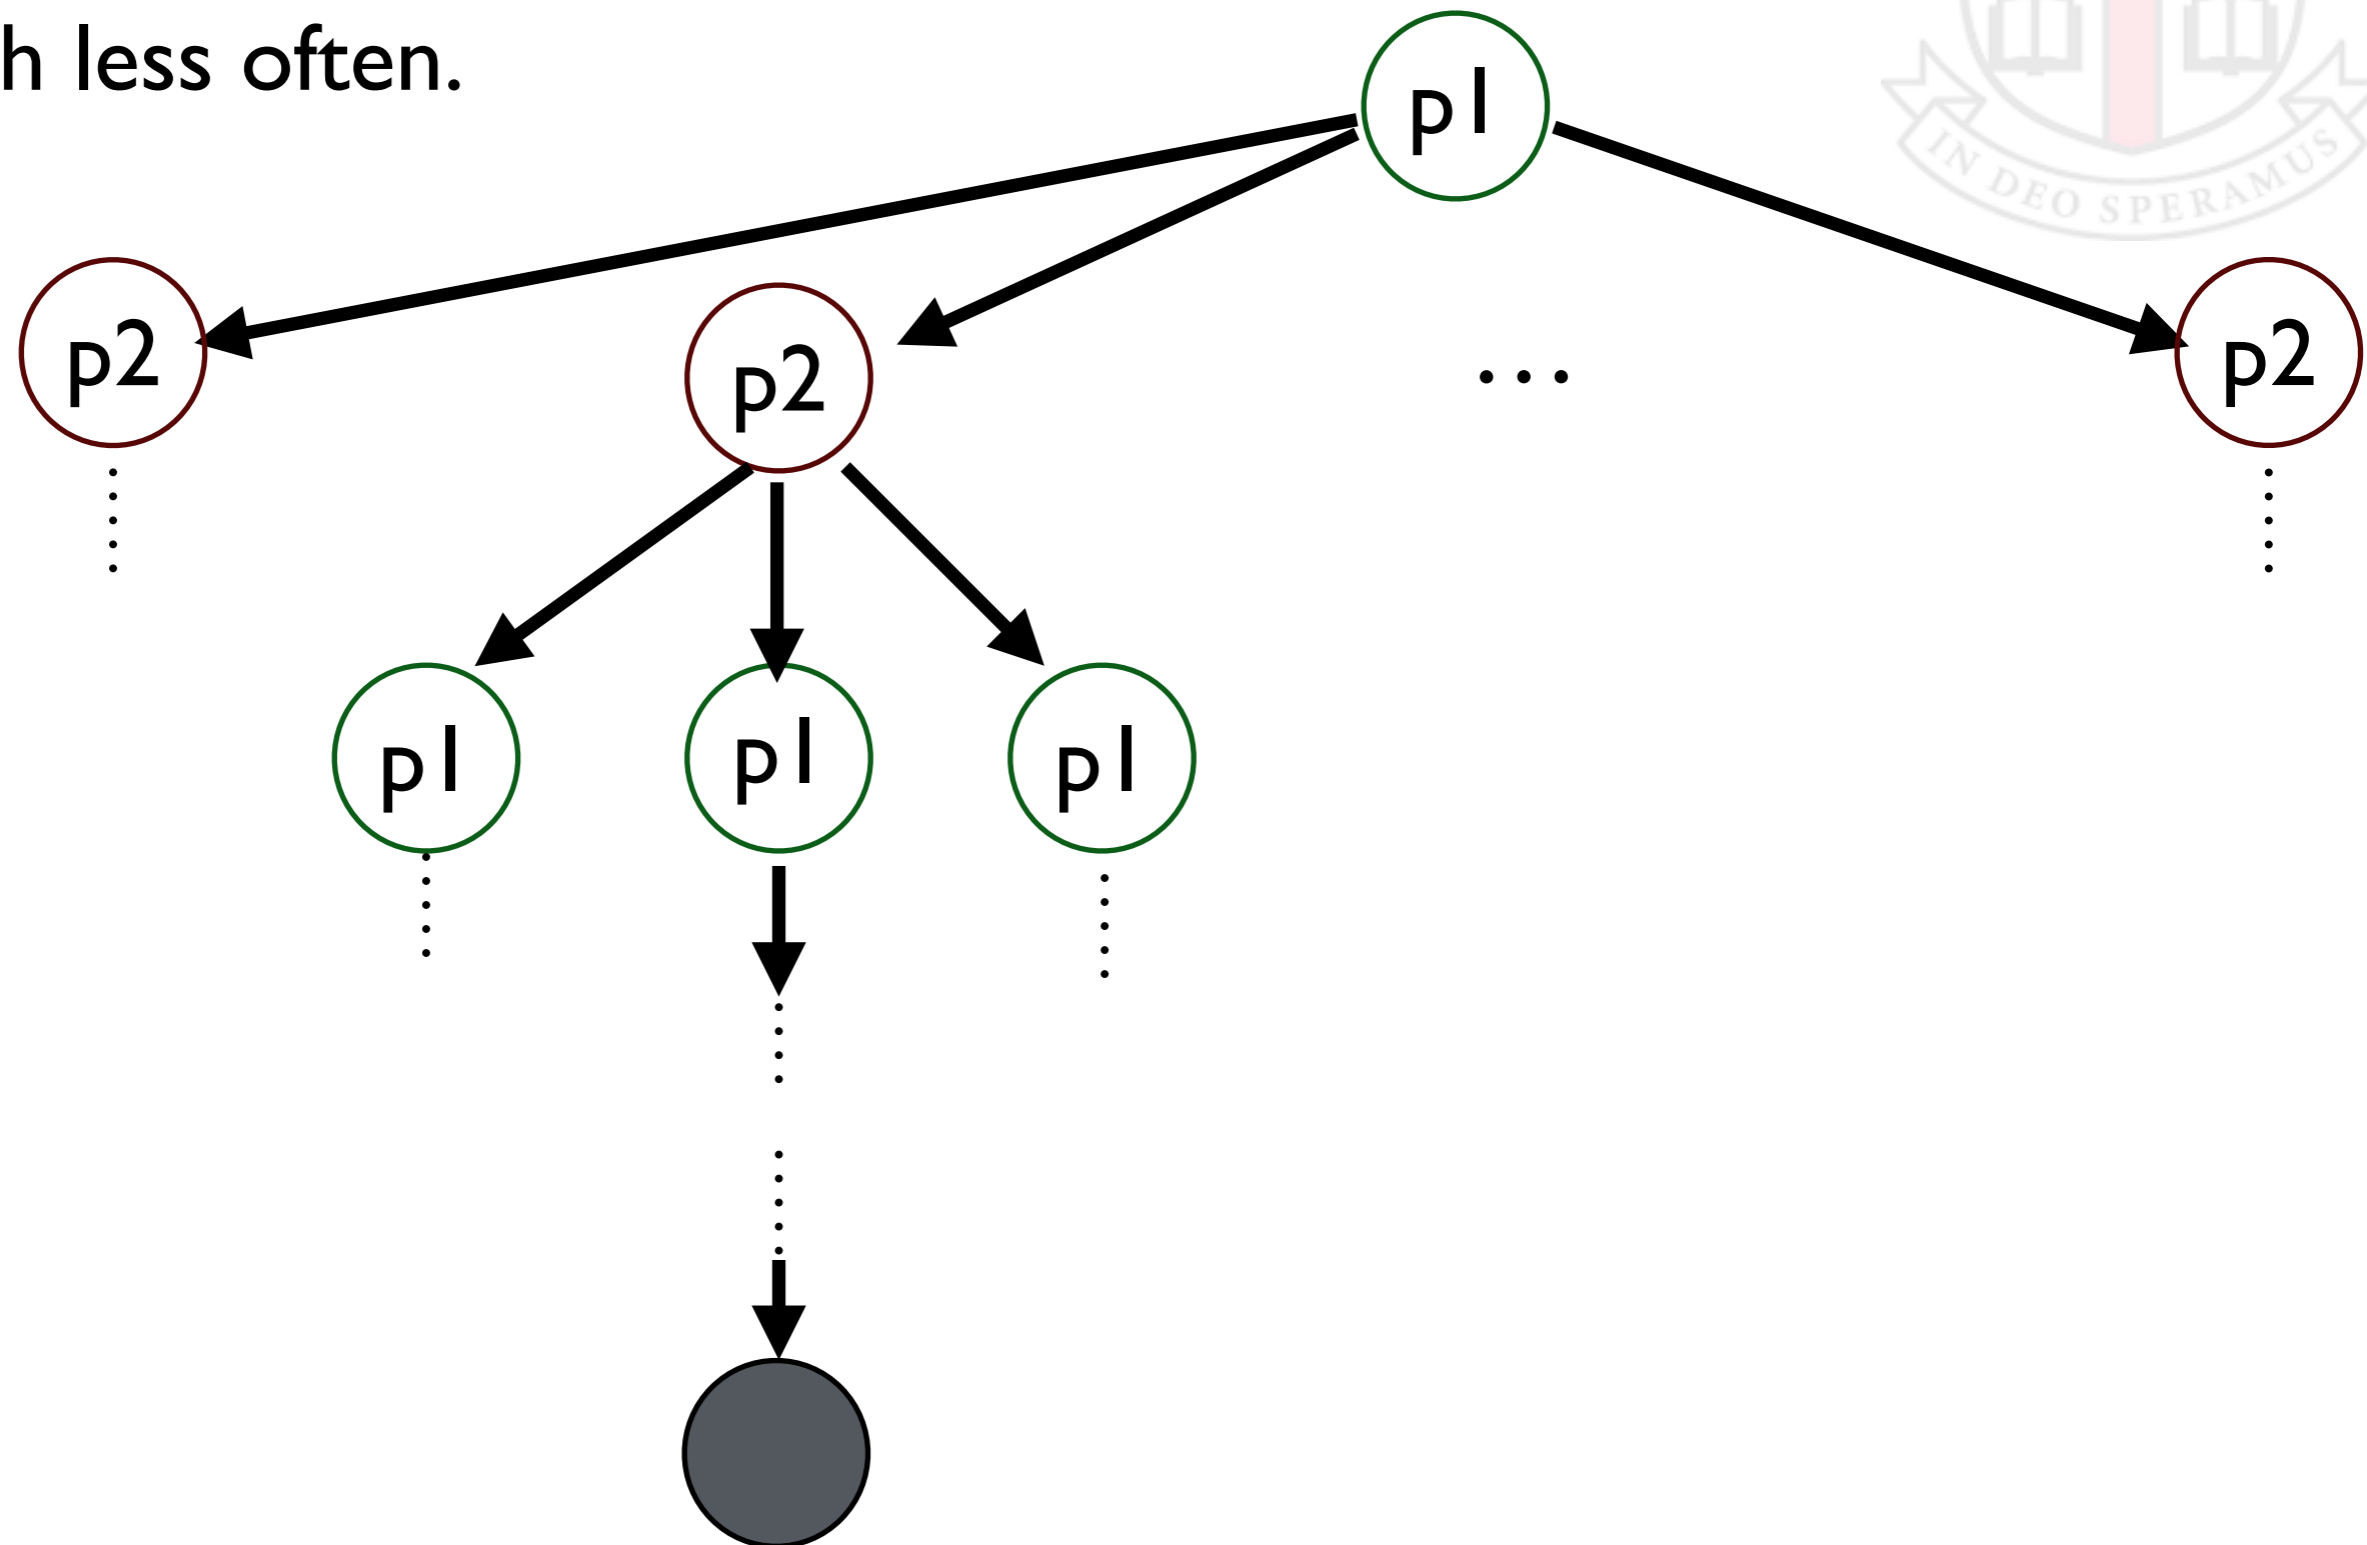 h less often.
p1
IN DEO SPERAMUS
p2
p2
...
p2
p1
p1
p1